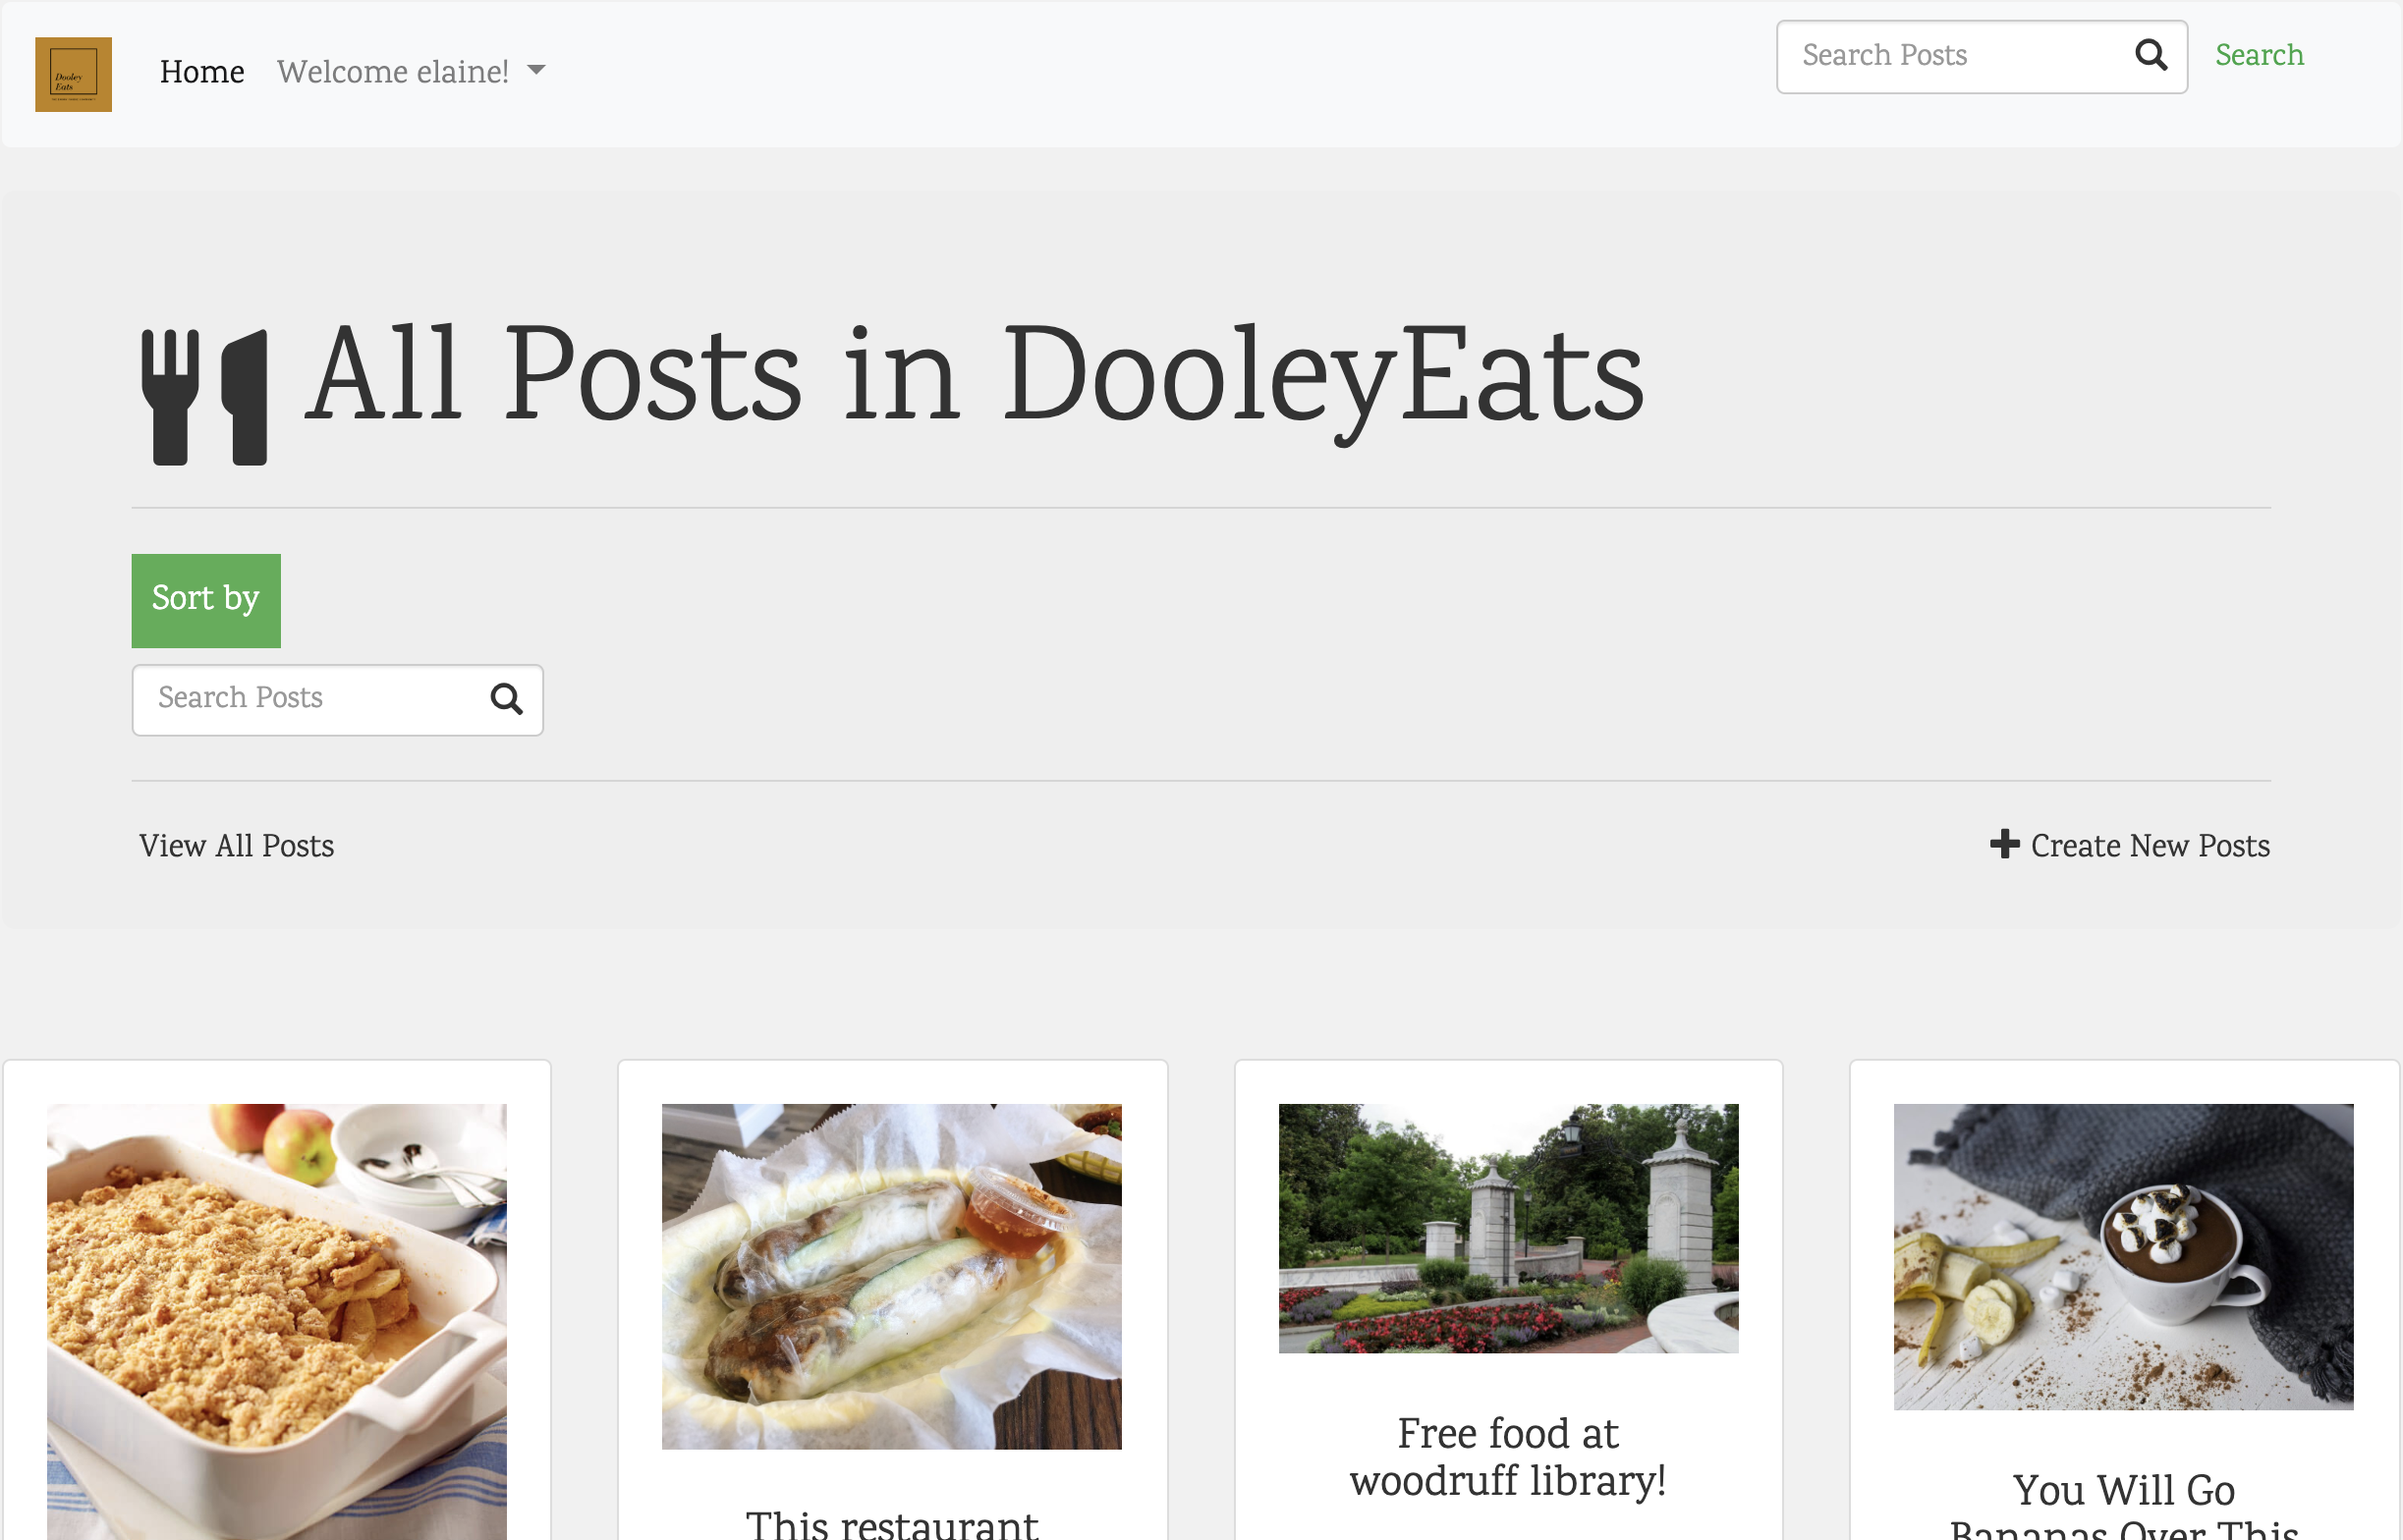 Dooley
Eats
Home
Welcome elaine!
Search Posts
Search
All Posts in DooleyEats
Sort by
Search Posts
View All Posts
Create New Posts
Free food at
woodruff library!
This restaurant
You Will Go
Bananas Over This